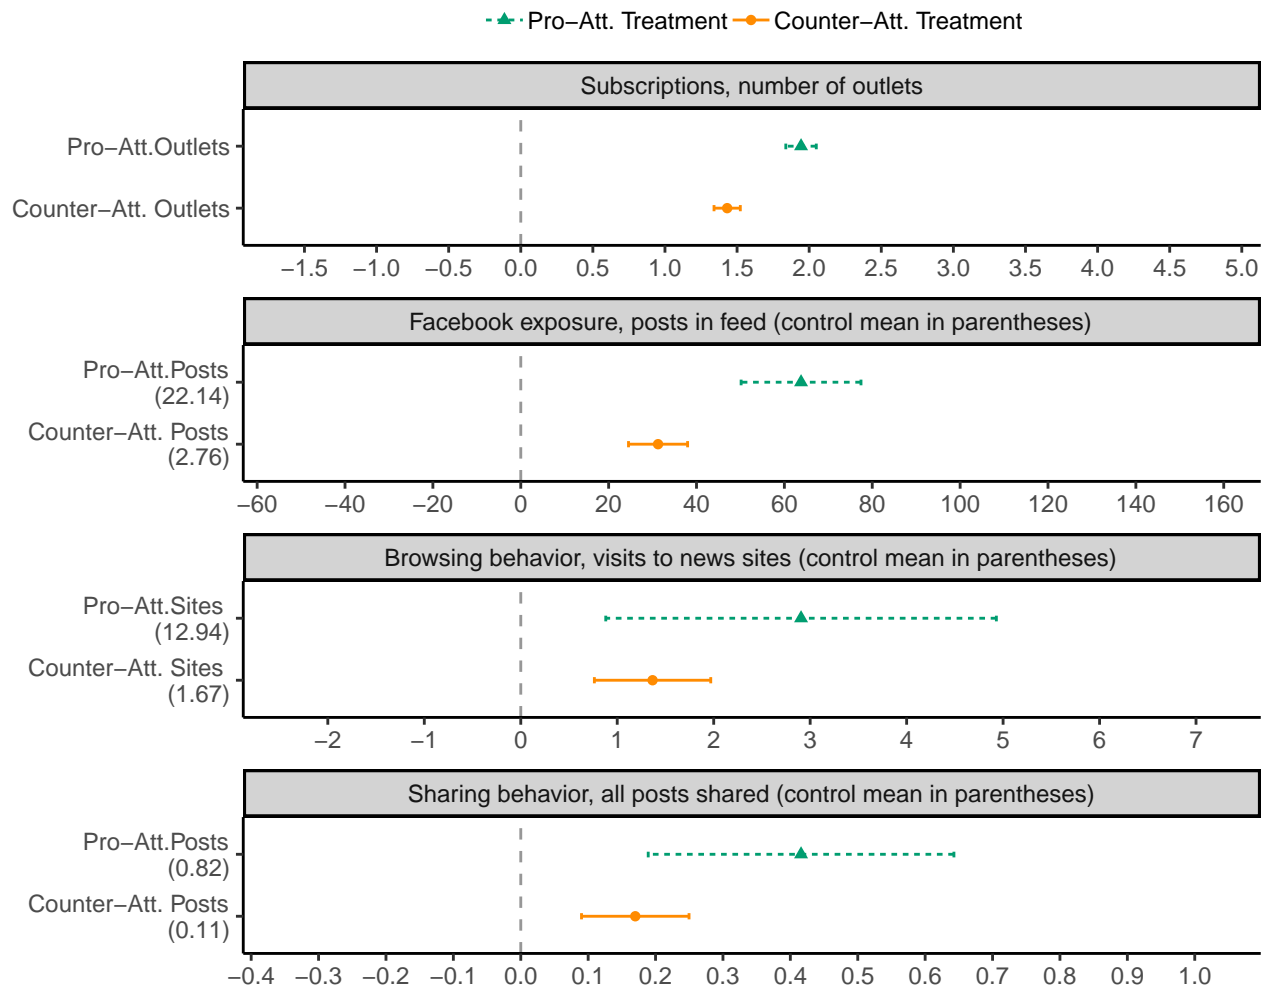 Pro−Att. Treatment Counter−Att. Treatment
Subscriptions, number of outlets
Pro−Att.Outlets
Counter−Att. Outlets
−1.5 −1.0 −0.5 0.0 0.5 1.0 1.5 2.0 2.5 3.0 3.5 4.0 4.5 5.0
Facebook exposure, posts in feed (control mean in parentheses)
Pro−Att.Posts
(22.14)
Counter−Att. Posts
(2.76)
−60 −40 −20 0 20 40 60 80 100 120 140 160
Browsing behavior, visits to news sites (control mean in parentheses)
Pro−Att.Sites
(12.94)
Counter−Att. Sites
(1.67)
−2 −1 0 1 2 3 4 5 6 7
Sharing behavior, all posts shared (control mean in parentheses)
Pro−Att.Posts
(0.82)
Counter−Att. Posts
(0.11)
−0.4 −0.3 −0.2 −0.1 0.0 0.1 0.2 0.3 0.4 0.5 0.6 0.7 0.8 0.9 1.0